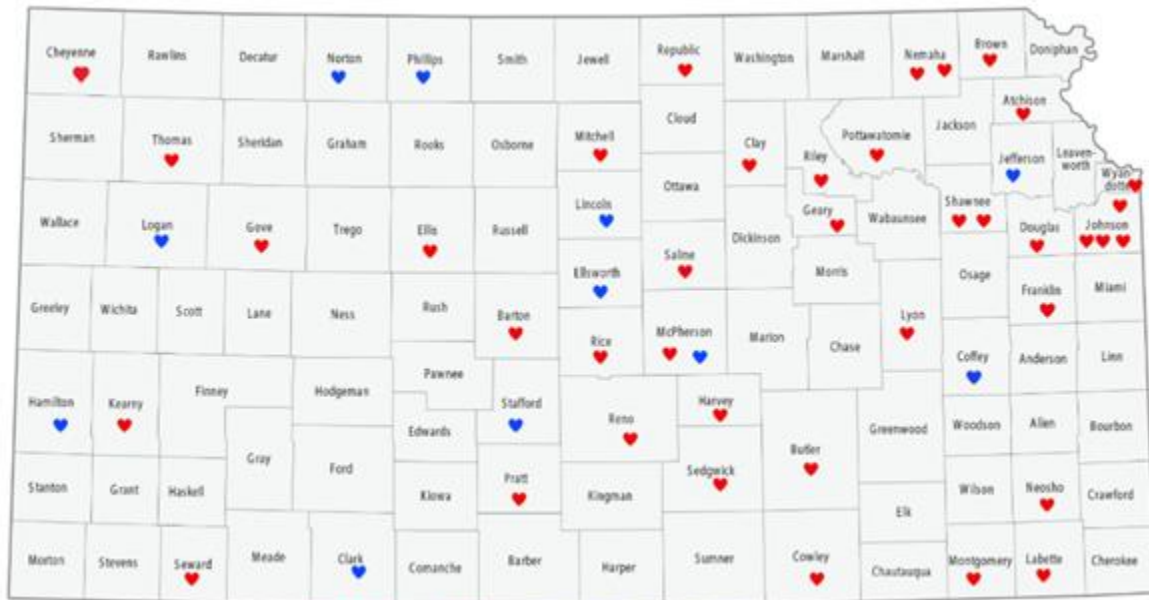 Cheyenne
Rawlins
Decatur
Norton
Phillips
Smith
Jewell
Republic
Washington
Marshall
Nemaha
Brown
Doniphan
Sherman
Thomas
Sheridan
Graham
Rooks
Osborne
Mitchell
Cloud
Clay
Riley
Pottawatomie
Jackson
Atchison
Jefferson
Leaven-
worth
Wyan-
dotte
Wallace
Logan
Gove
Trego
Ellis
Russell
Lincoln
Ottawa
Dickinson
Geary
Wabaunsee
Shawnee
Douglas
Johnson
Ellsworth
Saline
Morris
Osage
Franklin
Miami
Greeley
Wichita
Scott
Lane
Ness
Rush
Barton
Rice
McPherson
Marion
Chase
Lyon
Coffey
Anderson
Linn
Hamilton
Kearny
Finney
Hodgeman
Pawnee
Stafford
Edwards
Reno
Harvey
Butler
Greenwood
Woodson
Allen
Bourbon
Stanton
Grant
Haskell
Gray
Ford
Kiowa
Pratt
Kingman
Sedgwick
Elk
Wilson
Neosho
Crawford
Morton
Stevens
Seward
Meade
Clark
Comanche
Barber
Harper
Sumner
Cowley
Chautauqua
Montgomery
Labette
Cherokee